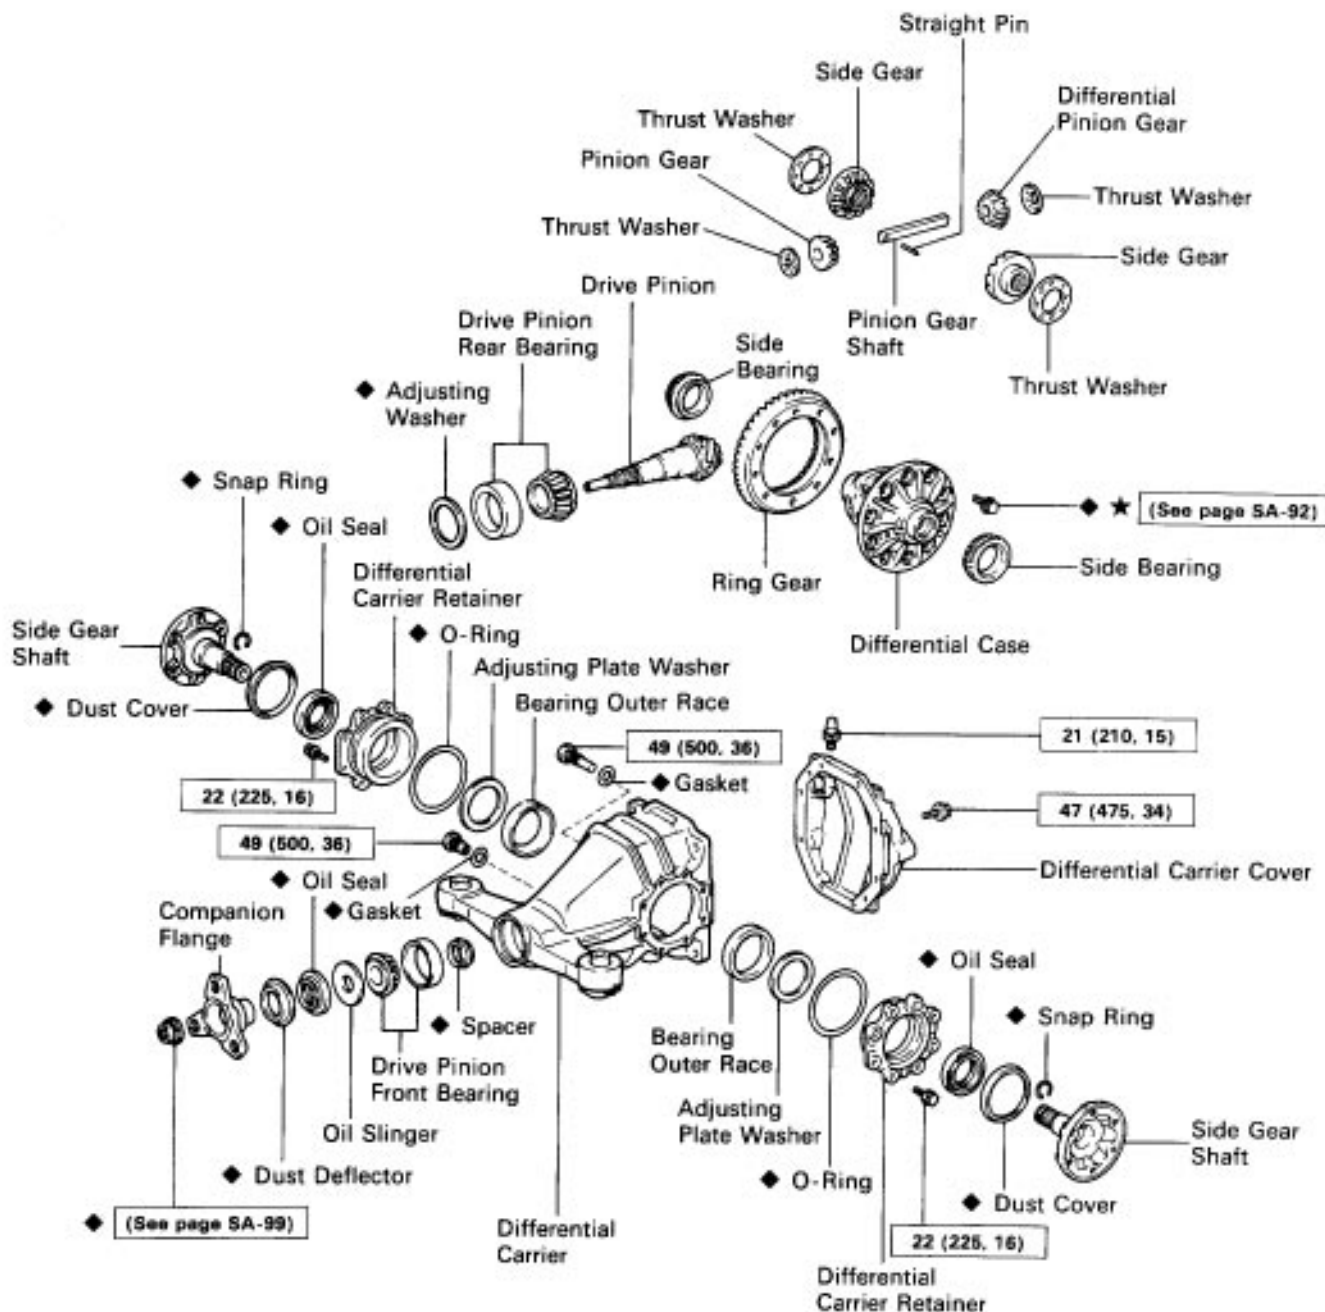 Straight Pin
Side Gear
Differential
Pinion Gear
Thrust Washer
Pinion Gear
Thrust Washer
Thrust Washer
Side Gear
Drive Pinion
Drive Pinion
Rear Bearing
Side
Bearing
Pinion Gear
Shaft
Thrust Washer
◆ Adjusting
Washer
◆ Snap Ring
◆ Oil Seal
◆ ★ (See page SA-92)
Differential
Carrier Retainer
Ring Gear
Side Bearing
Side Gear
Shaft
◆ O-Ring
Differential Case
Adjusting Plate Washer
◆ Dust Cover
Bearing Outer Race
49 (500, 36)
21 (210, 15)
◆ Gasket
22 (225, 16)
47 (475, 34)
49 (500, 36)
Differential Carrier Cover
◆ Oil Seal
◆ Gasket
Companion
Flange
◆ Oil Seal
◆ Snap Ring
◆ Spacer
Bearing
Outer Race
Drive Pinion
Front Bearing
Adjusting
Plate Washer
Oil Slinger
Side Gear
Shaft
◆ Dust Deflector
◆ O-Ring
◆ Dust Cover
◆ (See page SA-99)
Differential
Carrier
22 (225, 16)
Differential
Carrier Retainer